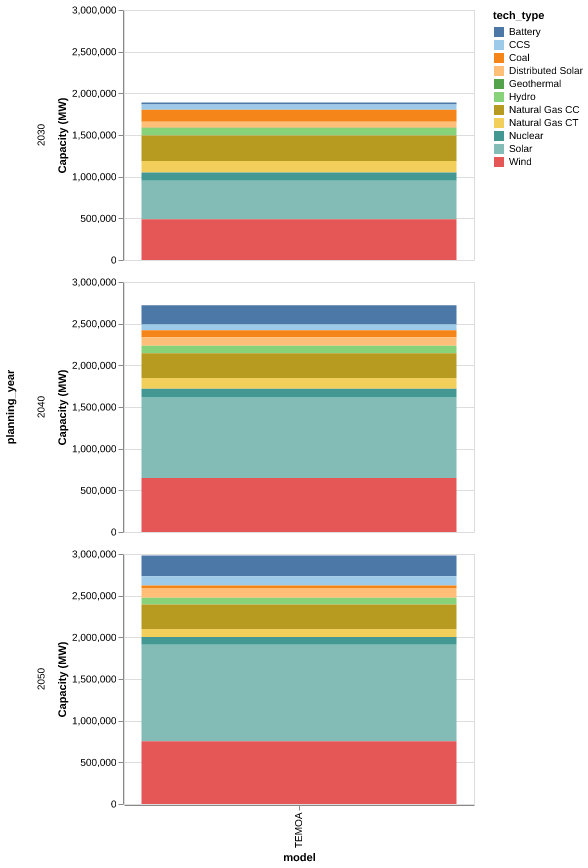 tech_type
Battery
CCS
Coal
Distributed Solar
Geothermal
Hydro
Natural Gas CC
Natural Gas CT
Nuclear
Solar
Wind
planning_year
2030
Capacity (MW)
3,000,000
2,500,000
2,000,000
1,500,000
1,000,000
500,000
0
2040
Capacity (MW)
3,000,000
2,500,000
2,000,000
1,500,000
1,000,000
500,000
0
2050
Capacity (MW)
3,000,000
2,500,000
2,000,000
1,500,000
1,000,000
500,000
0
TEMOA
model